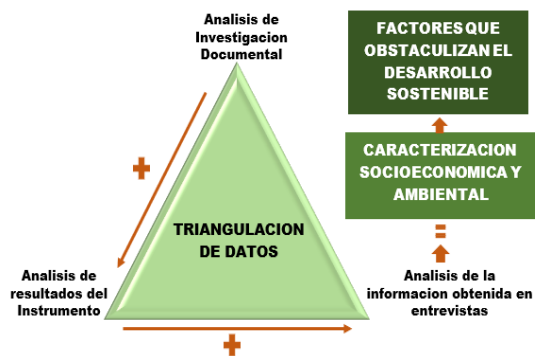 Analisis de
Investigacion
Documental
FACTORES QUE
OBSTACULIZAN EL
DESARROLLO
SOSTENIBLE
CARACTERIZACION
SOCIOECONOMICA Y
AMBIENTAL
TRIANGULACION
DE DATOS
Analisis de
resultados del
Instrumento
Analisis de la
informacion obtenida en
entrevistas